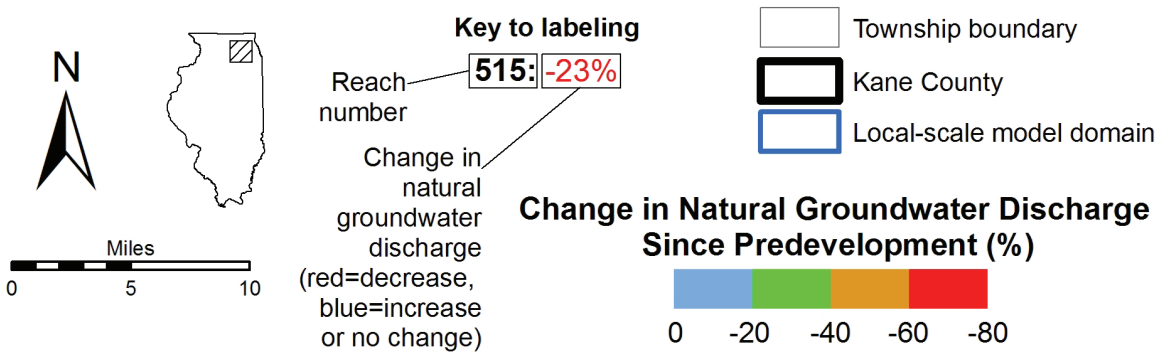 N
Miles
0 5 10
Key to labeling
515: -23%
Reach
number
Change in
natural
groundwater
discharge
(red=decrease,
blue=increase
or no change)
Township boundary
Kane County
Local-scale model domain
Change in Natural Groundwater Discharge
Since Predevelopment (%)
0 -20 -40 -60 -80